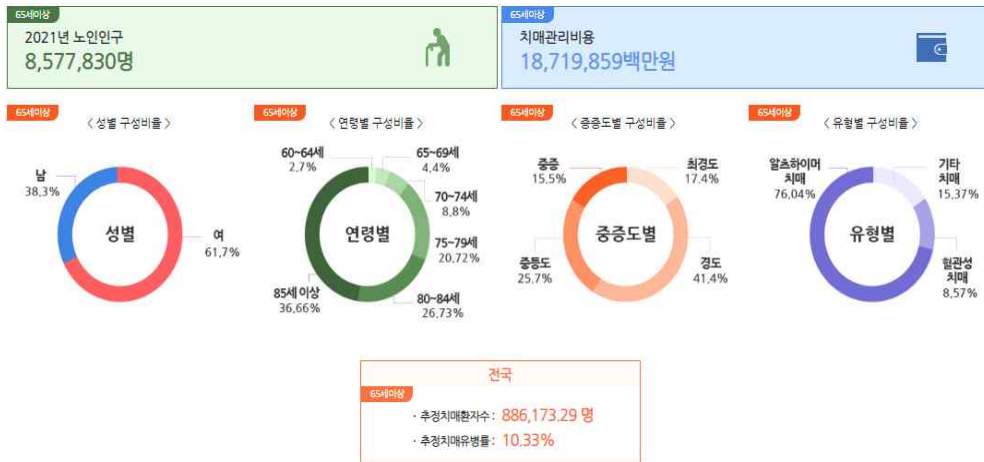 65세이상
2021년 노인인구
8,577,830명
65세이상
치매관리비용
18,719,859백만원
65세이상
< 성별 구성비율 >
남
38,3%
성별
여
61,7%
65세이상
< 연령별 구성비율 >
60~64세
2,7%
65~69세
4,4%
70~74세
8,8%
75~79세
20,72%
연령별
85세 이상
36,66%
80~84세
26,73%
65세이상
< 중증도별 구성비율 >
중증
15.5%
최경도
17.4%
중증도별
중등도
25.7%
경도
41.4%
65세이상
< 유형별 구성비율 >
알츠하이머
치매
76,04%
기타
치매
15,37%
유형별
혈관성
치매
8,57%
전국
65세이상
· 추정치매환자수 : 886,173.29 명
· 추정치매유병률 : 10.33%